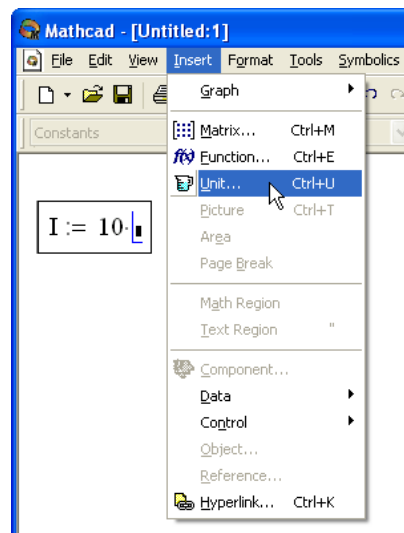 Mathcad - [Untitled:1]
File Edit View Insert Format Tools Symbolics
Graph
Constants
Matrix... Ctrl+M
f(x) Function... Ctrl+E
Unit... Ctrl+U
Picture Ctrl+T
I := 10·
Area
Page Break
Math Region
Text Region "
Component...
Data
Control
Object...
Reference...
Hyperlink... Ctrl+K